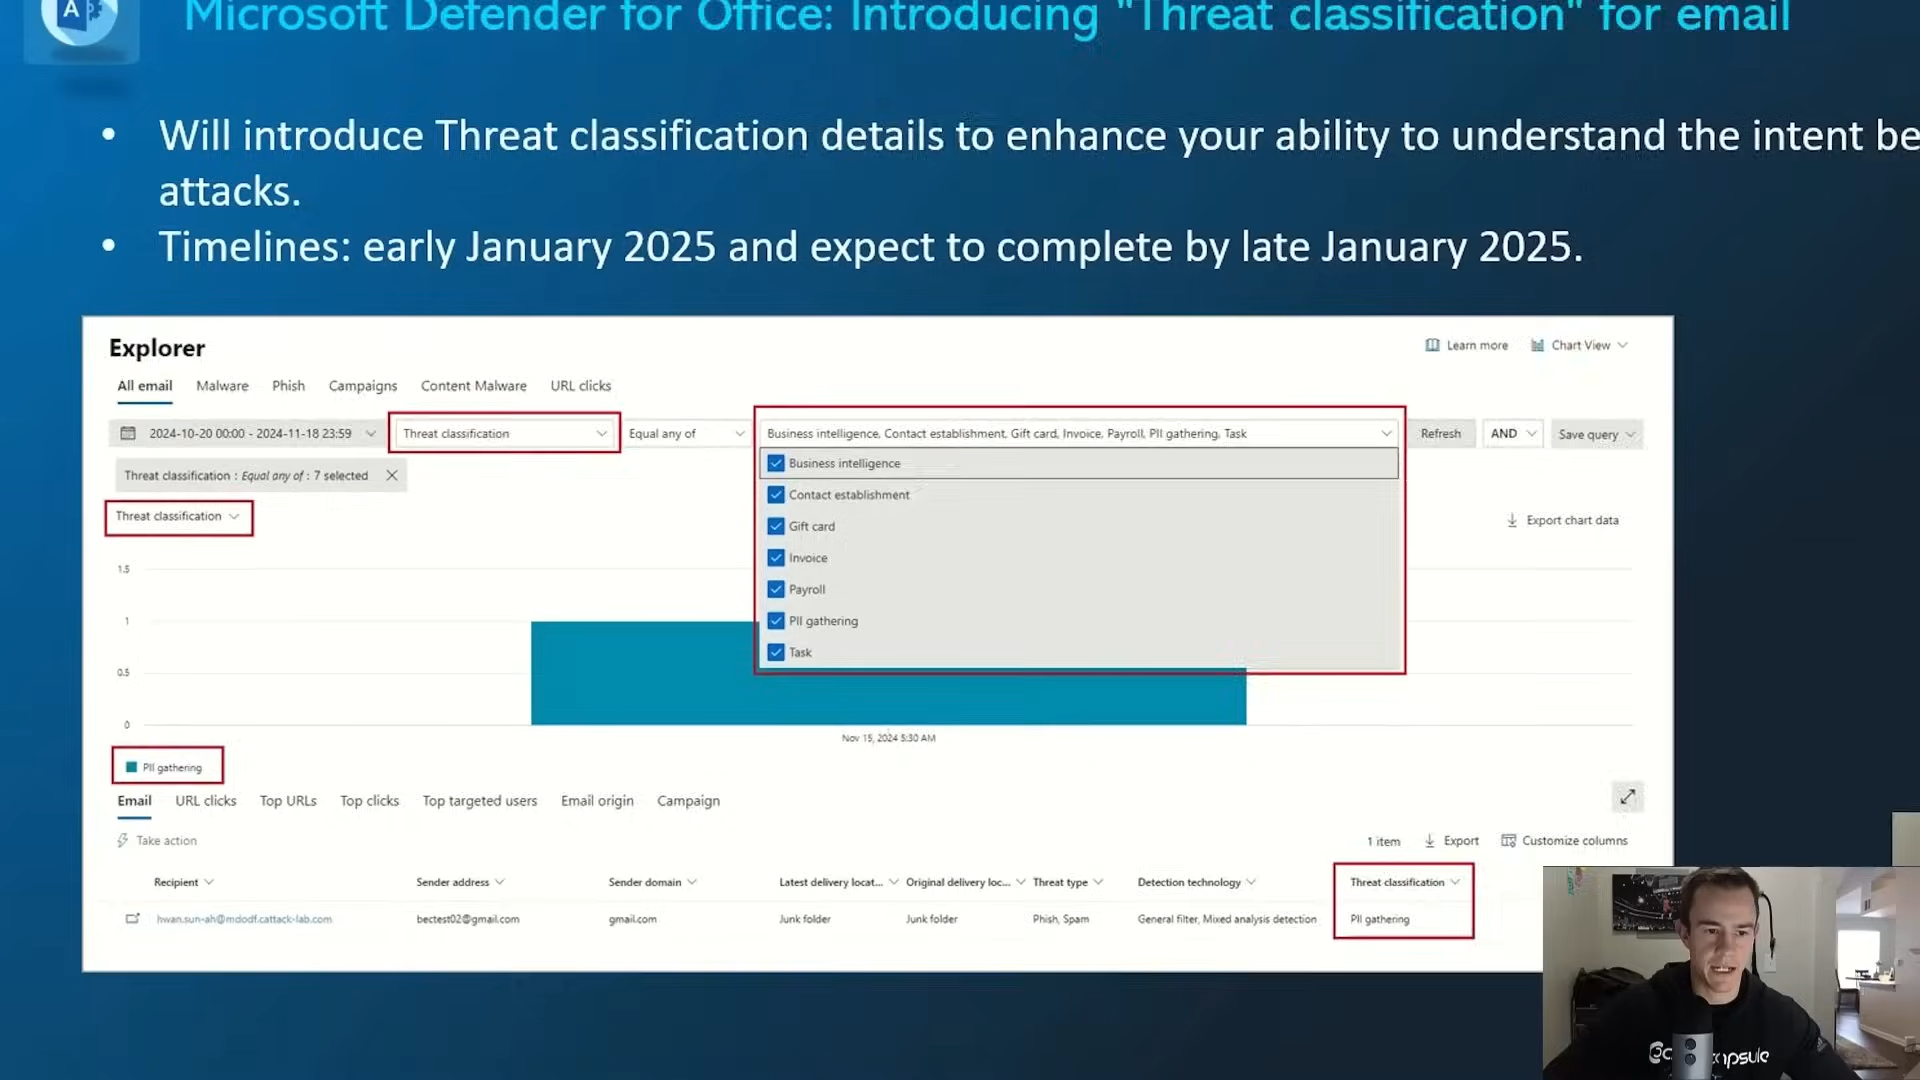 A
Microsoft Defender for Office: Introducing "Threat classification" for email
• Will introduce Threat classification details to enhance your ability to understand the intent be
attacks.
• Timelines: early January 2025 and expect to complete by late January 2025.
Explorer
Learn more
Chart View
All email Malware Phish Campaigns Content Malware URL clicks
2024-10-20 00:00 - 2024-11-18 23:59 Threat classification Equal any of Business intelligence, Contact establishment, Gift card, Invoice, Payroll, PII gathering, Task Refresh AND Save query
Threat classification : Equal any of : 7 selected
Business intelligence
Contact establishment
Gift card
Invoice
Payroll
PII gathering
Task
Threat classification
Export chart data
1.5
1
0.5
0
Nov 15, 2024 5:30 AM
PII gathering
Email URL clicks Top URLs Top clicks Top targeted users Email origin Campaign
Take action 1 item Export Customize columns
Recipient Sender address Sender domain Latest delivery locat... Original delivery loc... Threat type Detection technology Threat classification
hwan.sun-ah@mdodf.cattack-lab.com bectest02@gmail.com gmail.com Junk folder Junk folder Phish, Spam General filter, Mixed analysis detection PII gathering